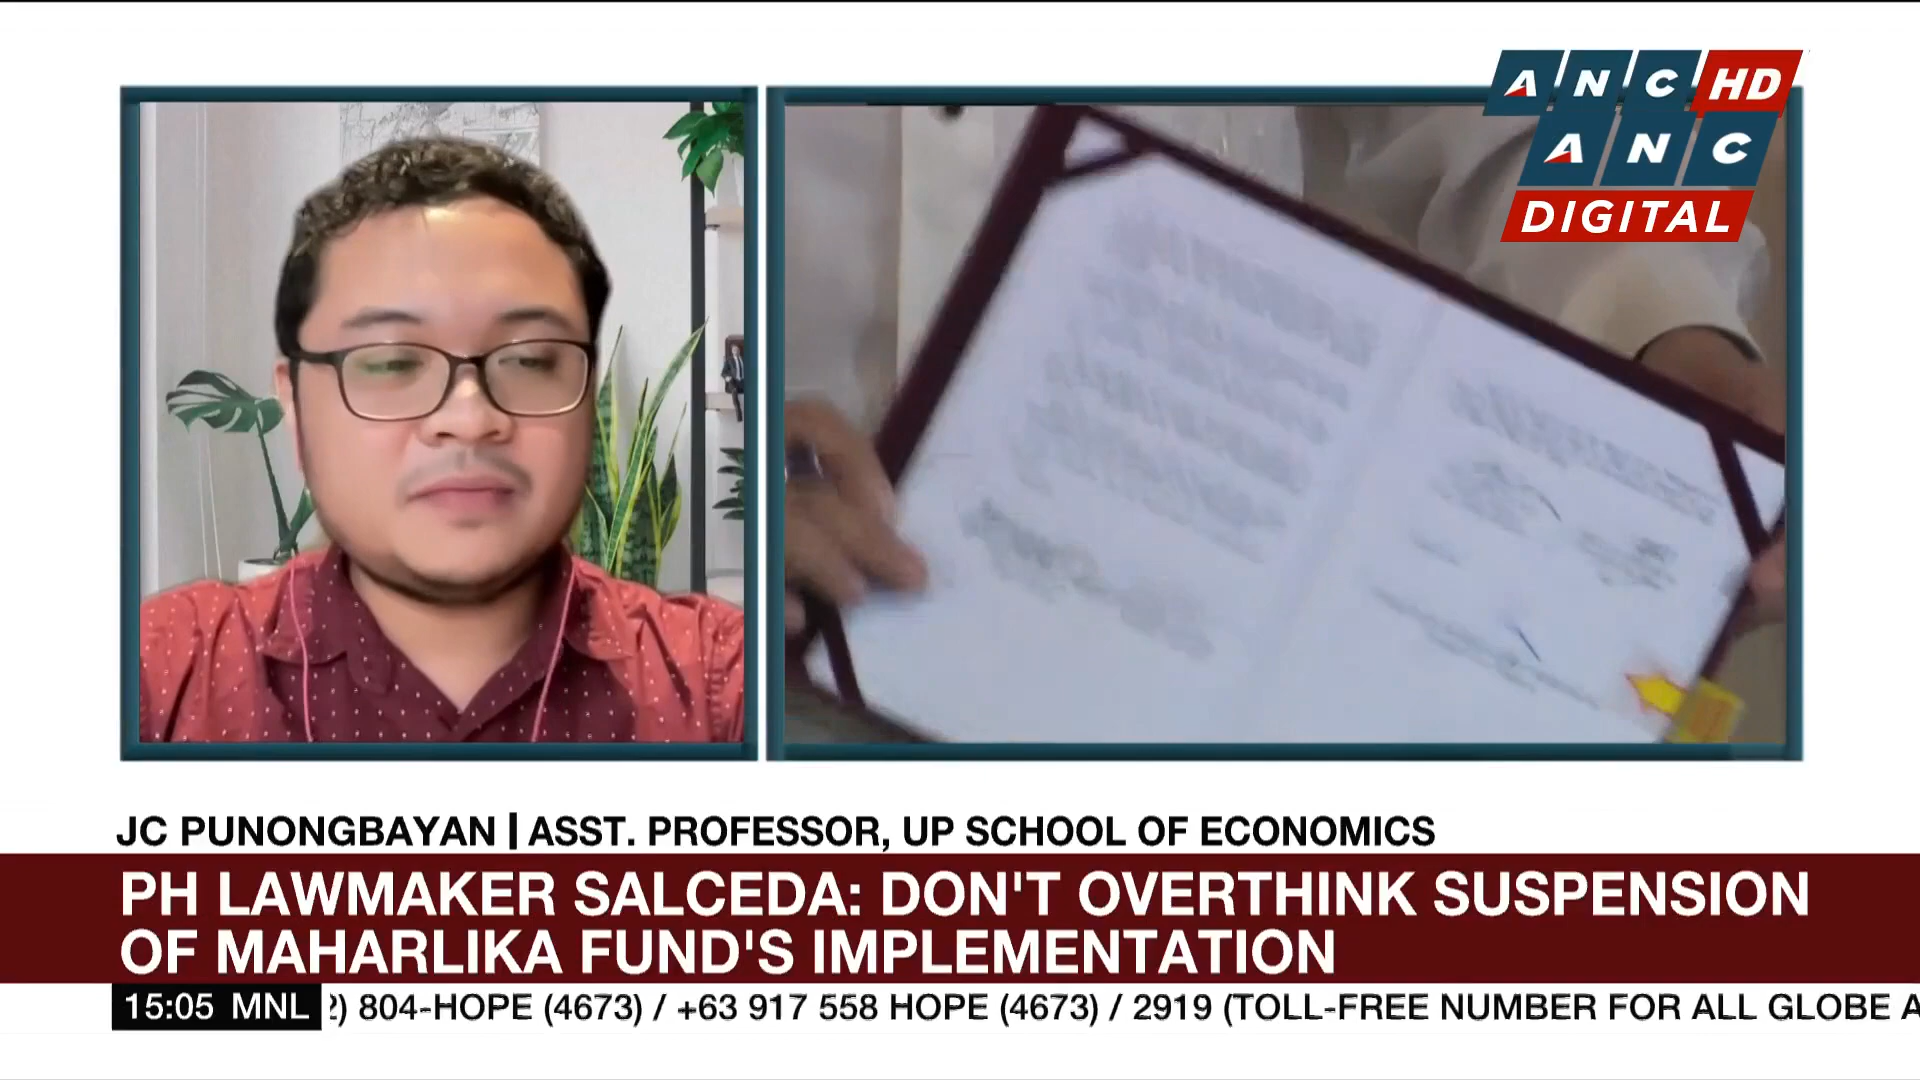 ANC HD
ANC
DIGITAL
JC PUNONGBAYAN | ASST. PROFESSOR, UP SCHOOL OF ECONOMICS
PH LAWMAKER SALCEDA: DON'T OVERTHINK SUSPENSION
OF MAHARLIKA FUND'S IMPLEMENTATION
15:05 MNL 2) 804-HOPE (4673) / +63 917 558 HOPE (4673) / 2919 (TOLL-FREE NUMBER FOR ALL GLOBE A